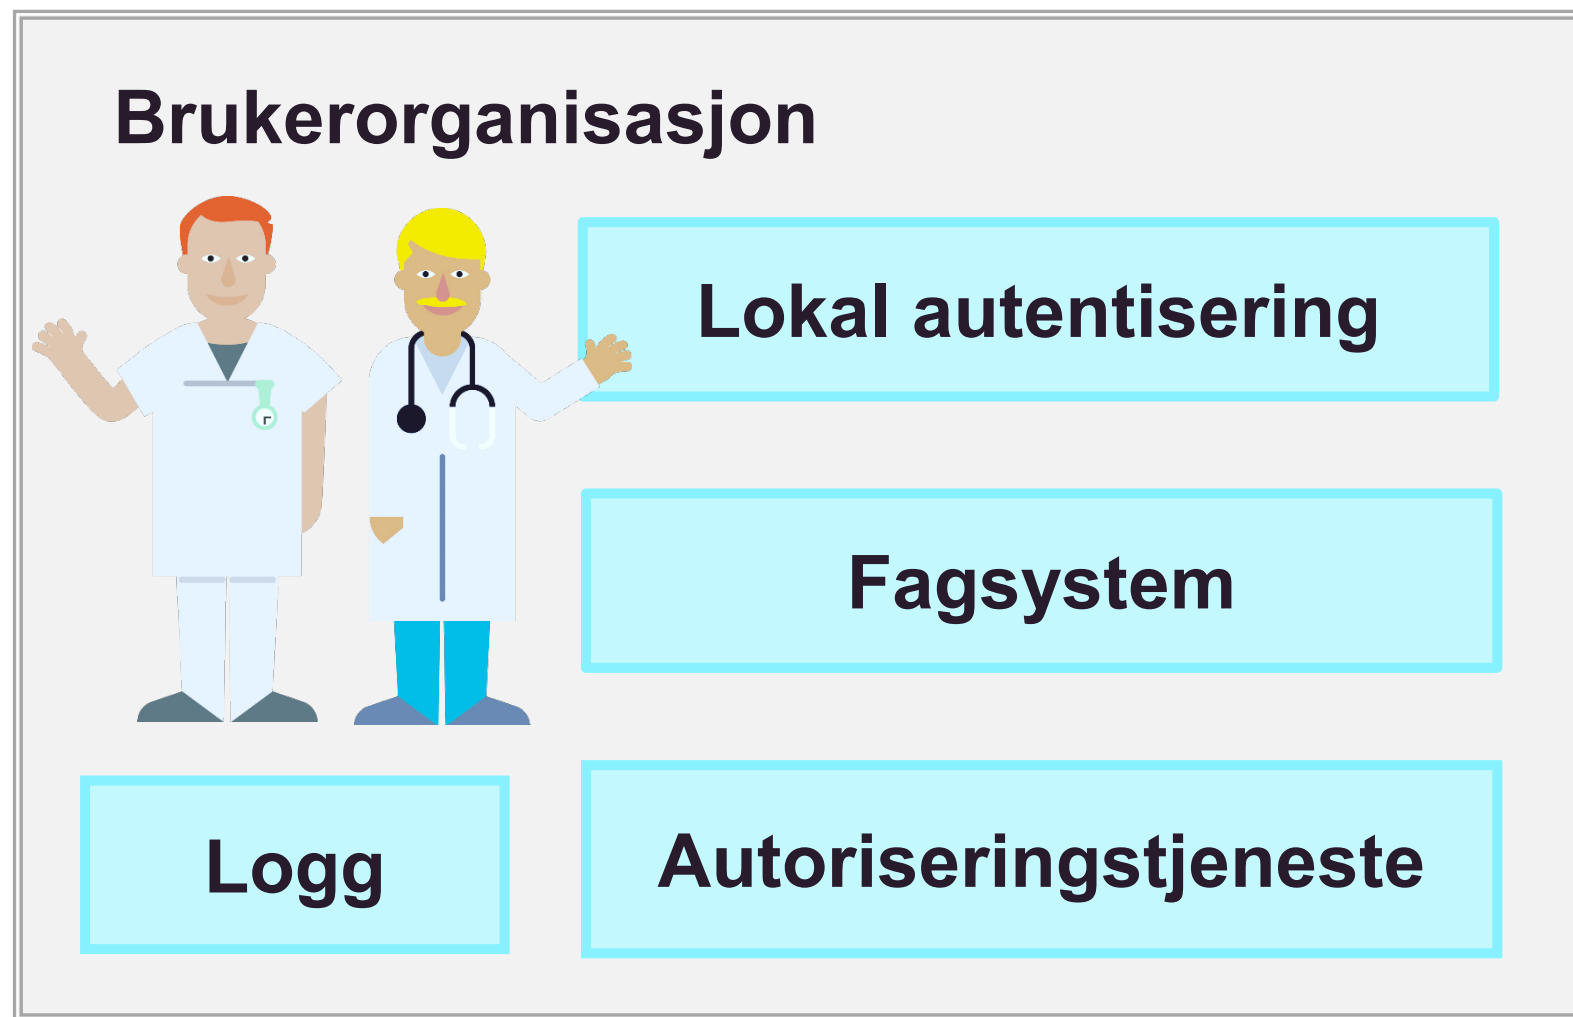 Brukerorganisasjon
Lokal autentisering
Fagsystem
Logg
Autoriseringstjeneste